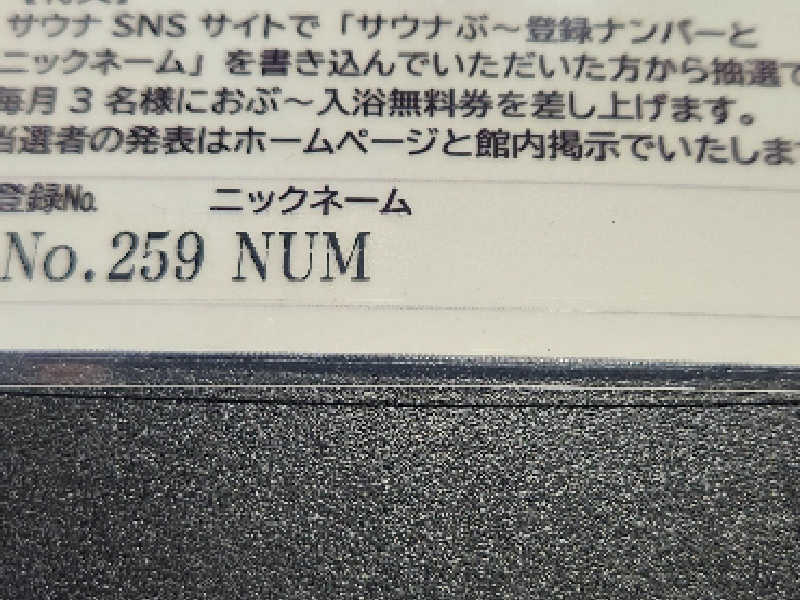 サウナ SNS サイトで「サウナぶ～登録ナンバーと
ニックネーム」を書き込んでいただいた方から抽選で
毎月3名様におぶ～入浴無料券を差し上げます。
当選者の発表はホームページと館内掲示でいたします
登録No. ニックネーム
No.259 NUM